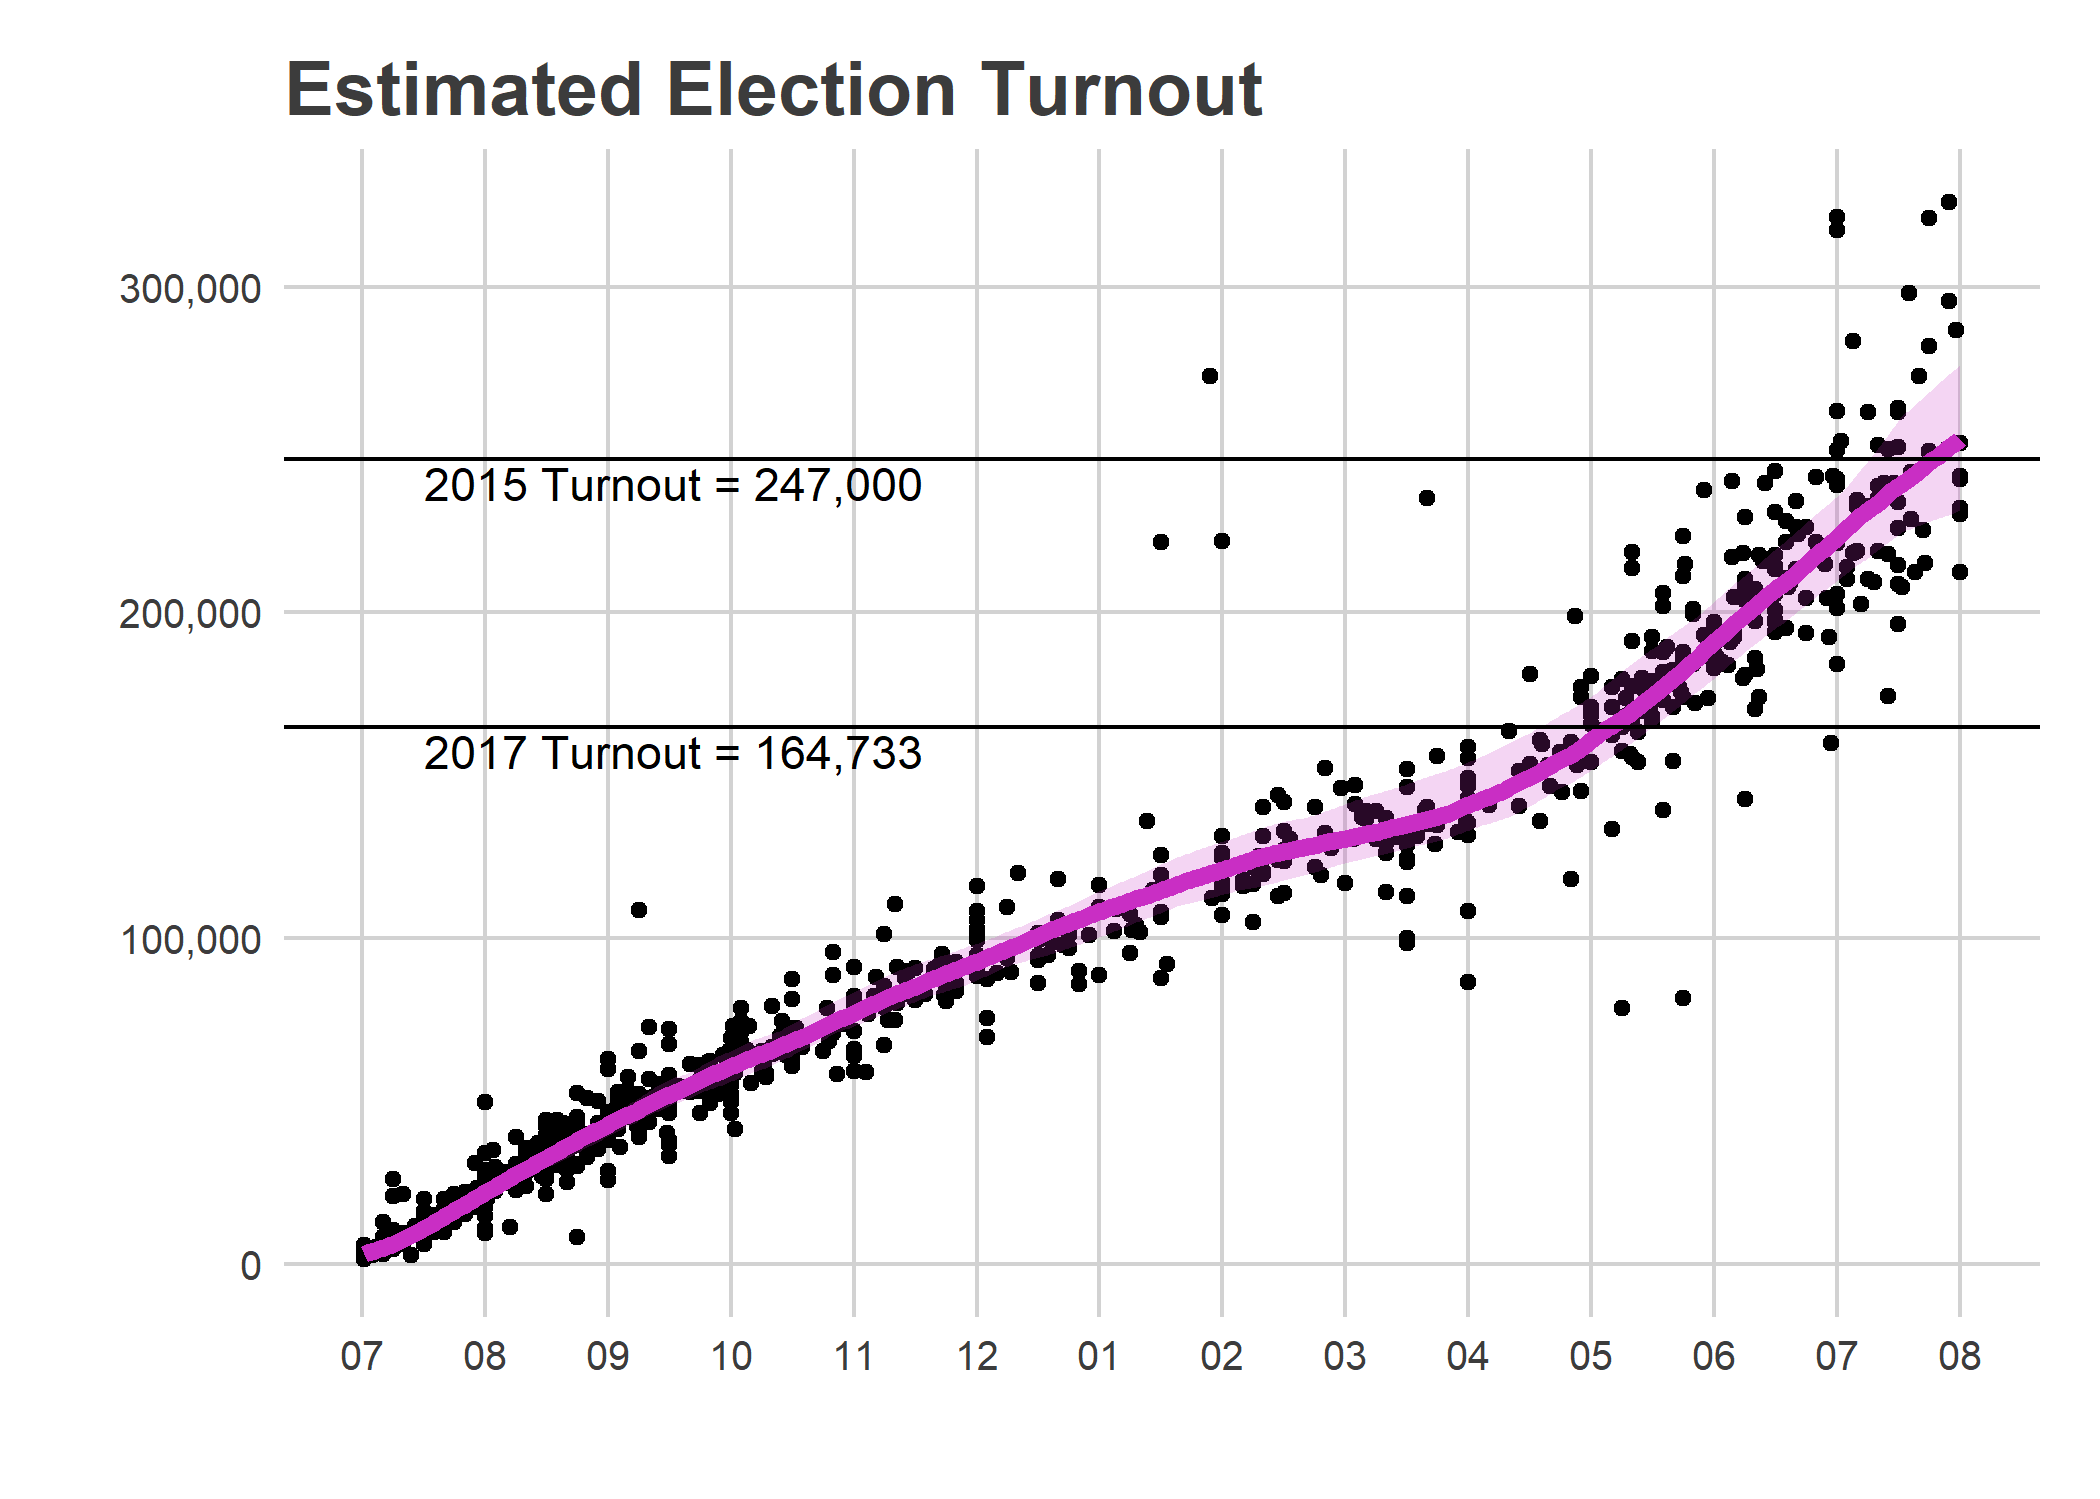 Estimated Election Turnout
300,000
2015 Turnout = 247,000
200,000
2017 Turnout = 164,733
100,000
0
07 08 09 10 11 12 01 02 03 04 05 06 07 08